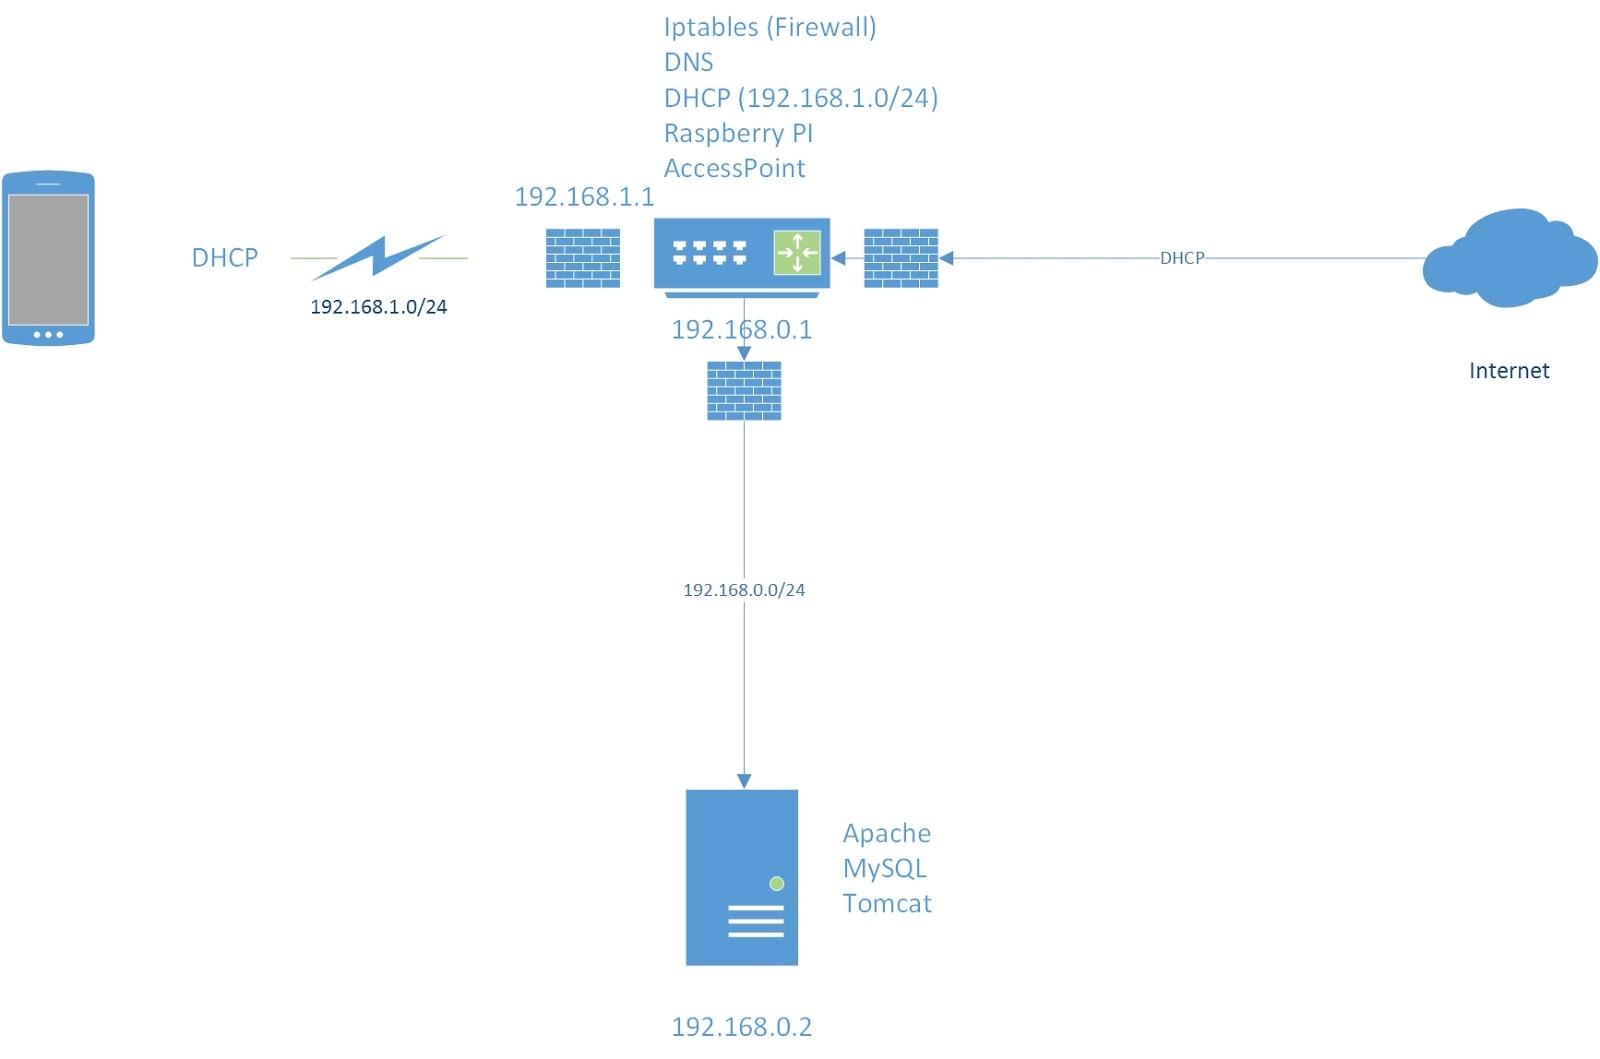 Iptables (Firewall)
DNS
DHCP (192.168.1.0/24)
Raspberry PI
AccessPoint
192.168.1.1
DHCP
192.168.1.0/24
DHCP
192.168.0.1
Internet
192.168.0.0/24
Apache
MySQL
Tomcat
192.168.0.2